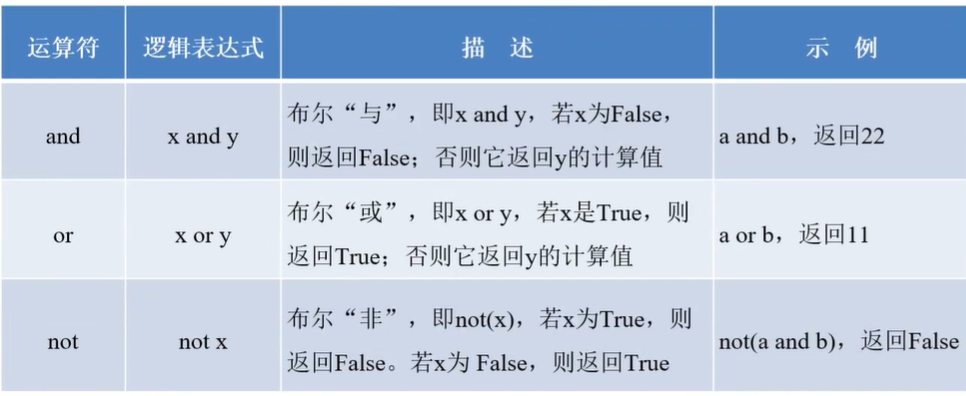 运算符 逻辑表达式 描 述 示 例
and x and y 布尔“与”，即x and y，若x为False，
则返回False；否则它返回y的计算值 a and b，返回22
or x or y 布尔“或”，即x or y，若x是True，则
返回True；否则它返回y的计算值 a or b，返回11
not not x 布尔“非”，即not(x)，若x为True，则
返回False。若x为 False，则返回True not(a and b)，返回False